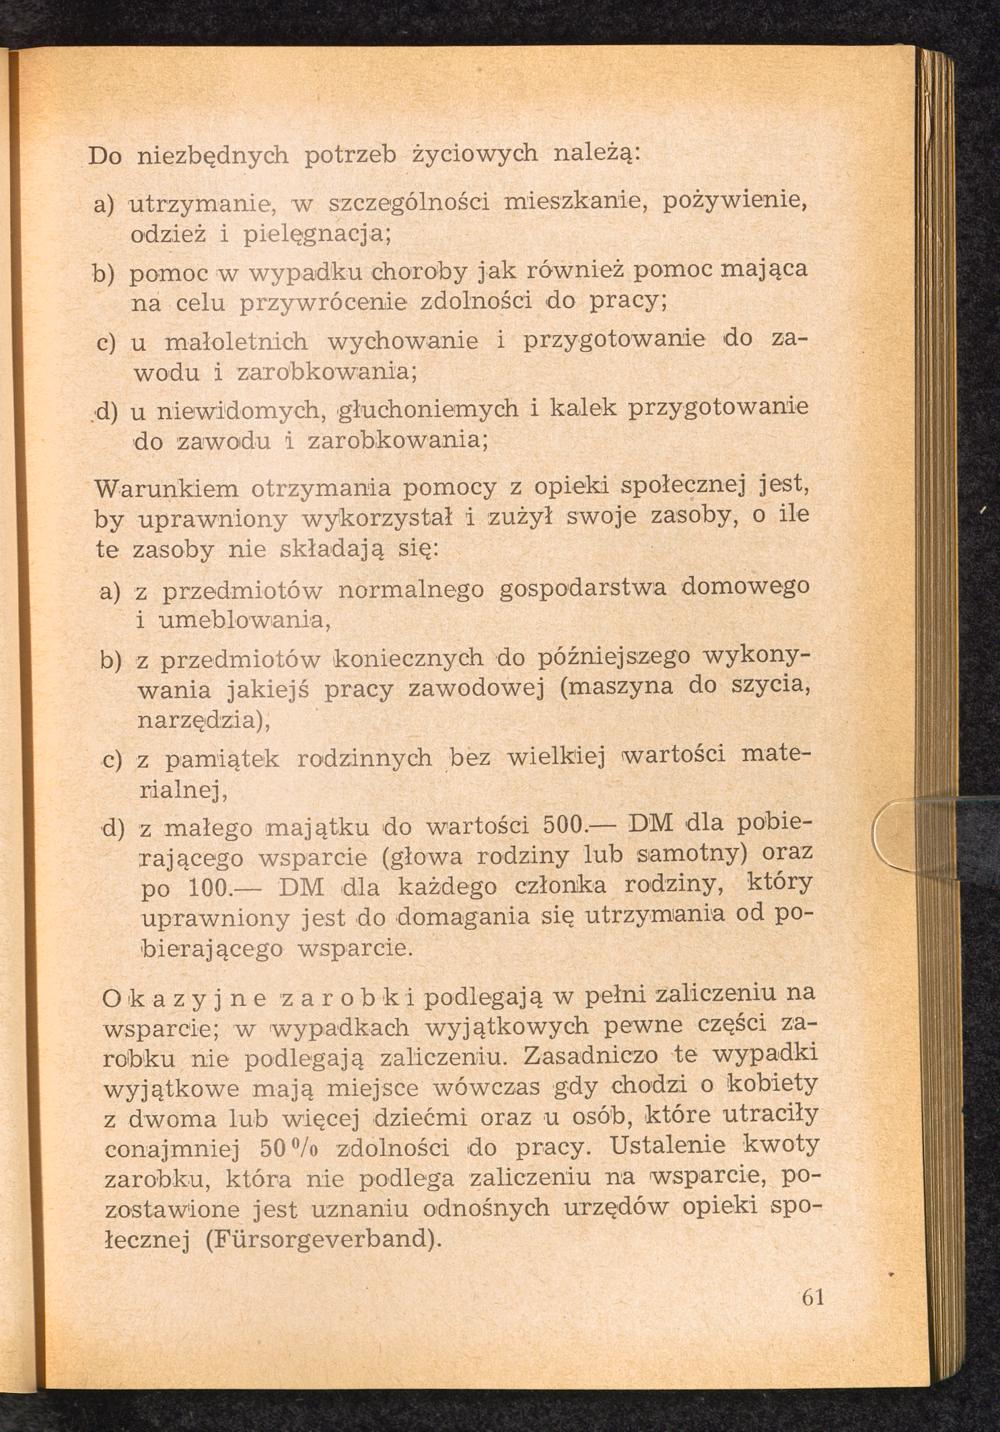 Do niezbędnych potrzeb życiowych należą:
a) utrzymanie, w szczególności mieszkanie, pożywienie,
odzież i pielęgnacja;
b) pomoc w wypadku choroby jak również pomoc mająca
na celu przywrócenie zdolności do pracy;
c) u małoletnich wychowanie i przygotowanie do za-
wodu i zarobkowania;
d) u niewidomych, głuchoniemych i kalek przygotowanie
do zawodu i zarobkowania;
Warunkiem otrzymania pomocy z opieki społecznej jest,
by uprawniony wykorzystał i zużył swoje zasoby, o ile
te zasoby nie składają się:
a) z przedmiotów normalnego gospodarstwa domowego
i umeblowania,
b) z przedmiotów koniecznych do późniejszego wykony-
wania jakiejś pracy zawodowej (maszyna do szycia,
narzędzia),
c) z pamiątek rodzinnych bez wielkiej wartości mate-
rialnej,
d) z małego majątku do wartości 500.— DM dla pobie-
rającego wsparcie (głowa rodziny lub samotny) oraz
po 100.— DM dla każdego członka rodziny, który
uprawniony jest do domagania się utrzymania od po-
bierającego wsparcie.
Okazyjne zarobki podlegają w pełni zaliczeniu na
wsparcie; w wypadkach wyjątkowych pewne części za-
robku nie podlegają zaliczeniu. Zasadniczo te wypadki
wyjątkowe mają miejsce wówczas gdy chodzi o kobiety
z dwoma lub więcej dziećmi oraz u osób, które utraciły
conajmniej 50 % zdolności do pracy. Ustalenie kwoty
zarobku, która nie podlega zaliczeniu na wsparcie, po-
zostawione jest uznaniu odnośnych urzędów opieki spo-
łecznej (Fürsorgeverband).
61